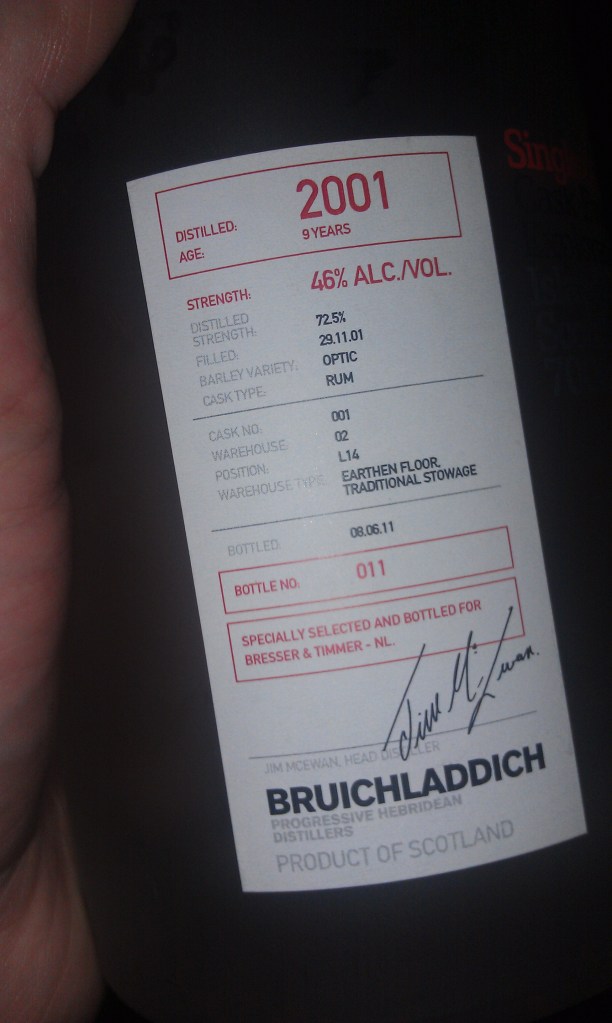 DISTILLED: 2001
AGE: 9 YEARS
STRENGTH: 46% ALC./VOL.
DISTILLED
STRENGTH: 72.5%
FILLED: 29.11.01
BARLEY VARIETY: OPTIC
CASK TYPE: RUM
CASK NO: 001
WAREHOUSE: 02
POSITION: L14
WAREHOUSE TYPE: EARTHEN FLOOR,
TRADITIONAL STOWAGE
BOTTLED: 08.06.11
BOTTLE NO: 011
SPECIALLY SELECTED AND BOTTLED FOR
BRESSER & TIMMER - NL.
Jim McEwan.
JIM MCEWAN, HEAD DISTILLER
BRUICHLADDICH
PROGRESSIVE HEBRIDEAN
DISTILLERS
PRODUCT OF SCOTLAND